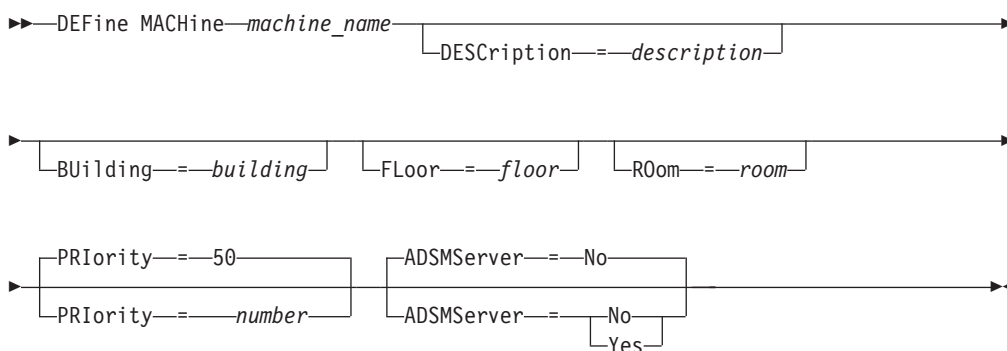 DEFine MACHine machine_name
DESCription = description
BUilding = building FLoor = floor ROom = room
PRIority = 50 ADSMServer = No
PRIority = number ADSMServer = No
Yes